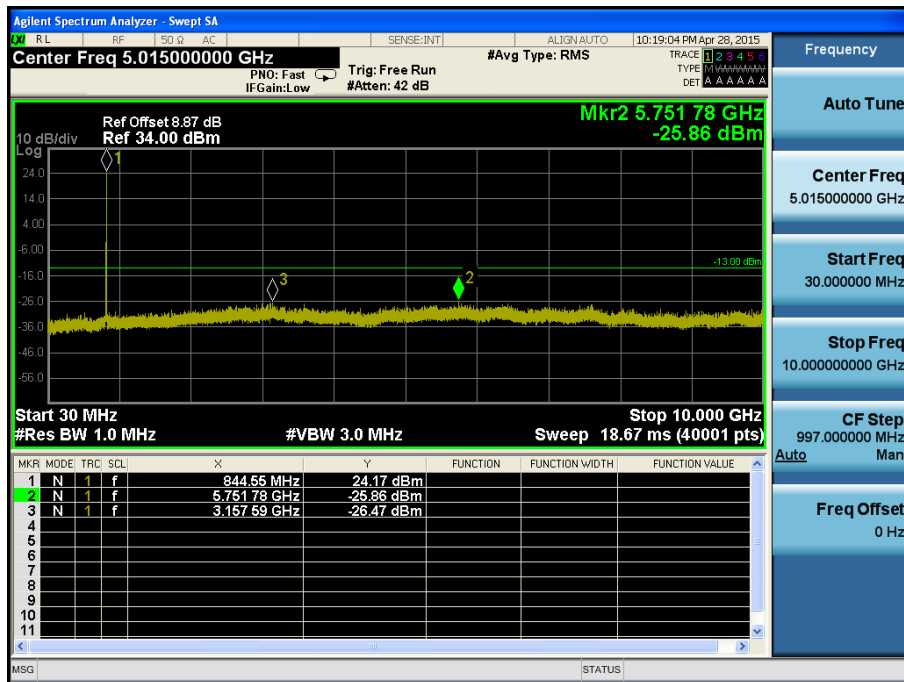 Agilent Spectrum Analyzer - Swept SA
LXI RL RF 50 Ω AC SENSE:INT ALIGN AUTO 10:19:04 PM Apr 28, 2015
Center Freq 5.015000000 GHz
#Avg Type: RMS
TRACE 1 2 3 4 5 6
PNO: Fast
Trig: Free Run
TYPE M W W W W W
IFGain:Low
#Atten: 42 dB
DET A A A A A A
Mkr2 5.751 78 GHz
-25.86 dBm
Ref Offset 8.87 dB
10 dB/div Ref 34.00 dBm
Log
1
24.0
14.0
4.00
-6.00
-13.00 dBm
-16.0
3
2
-26.0
-36.0
-46.0
-56.0
Start 30 MHz
Stop 10.000 GHz
#Res BW 1.0 MHz
#VBW 3.0 MHz
Sweep 18.67 ms (40001 pts)
MKR MODE TRC SCL X Y FUNCTION FUNCTION WIDTH FUNCTION VALUE
1 N 1 f 844.55 MHz 24.17 dBm
2 N 1 f 5.751 78 GHz -25.86 dBm
3 N 1 f 3.157 59 GHz -26.47 dBm
4
5
6
7
8
9
10
11
MSG
STATUS
Frequency
Auto Tune
Center Freq
5.015000000 GHz
Start Freq
30.000000 MHz
Stop Freq
10.000000000 GHz
CF Step
997.000000 MHz
Auto Man
Freq Offset
0 Hz